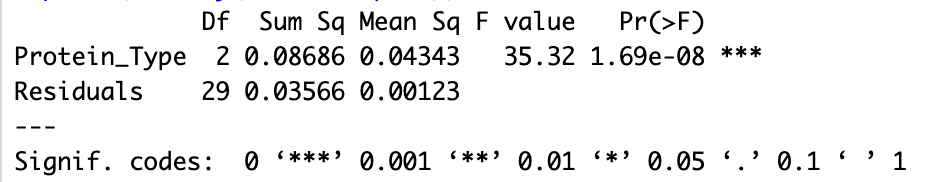 Df Sum Sq Mean Sq F value Pr(>F)
Protein_Type 2 0.08686 0.04343 35.32 1.69e-08 ***
Residuals 29 0.03566 0.00123
---
Signif. codes: 0 ‘***’ 0.001 ‘**’ 0.01 ‘*’ 0.05 ‘.’ 0.1 ‘ ’ 1